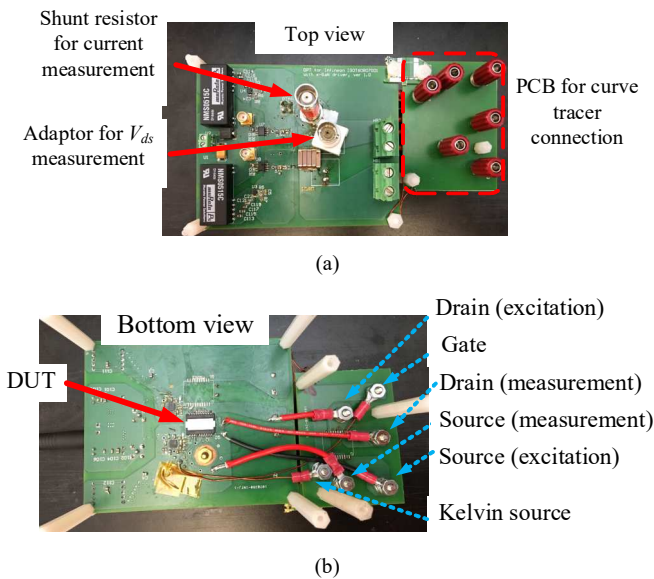 Shunt resistor
for current
measurement
Top view
Adaptor for Vds
measurement
PCB for curve
tracer
connection
NMS0515C
NMS0515C
(a)
Bottom view
DUT
Drain (excitation)
Gate
Drain (measurement)
Source (measurement)
Source (excitation)
Kelvin source
(b)